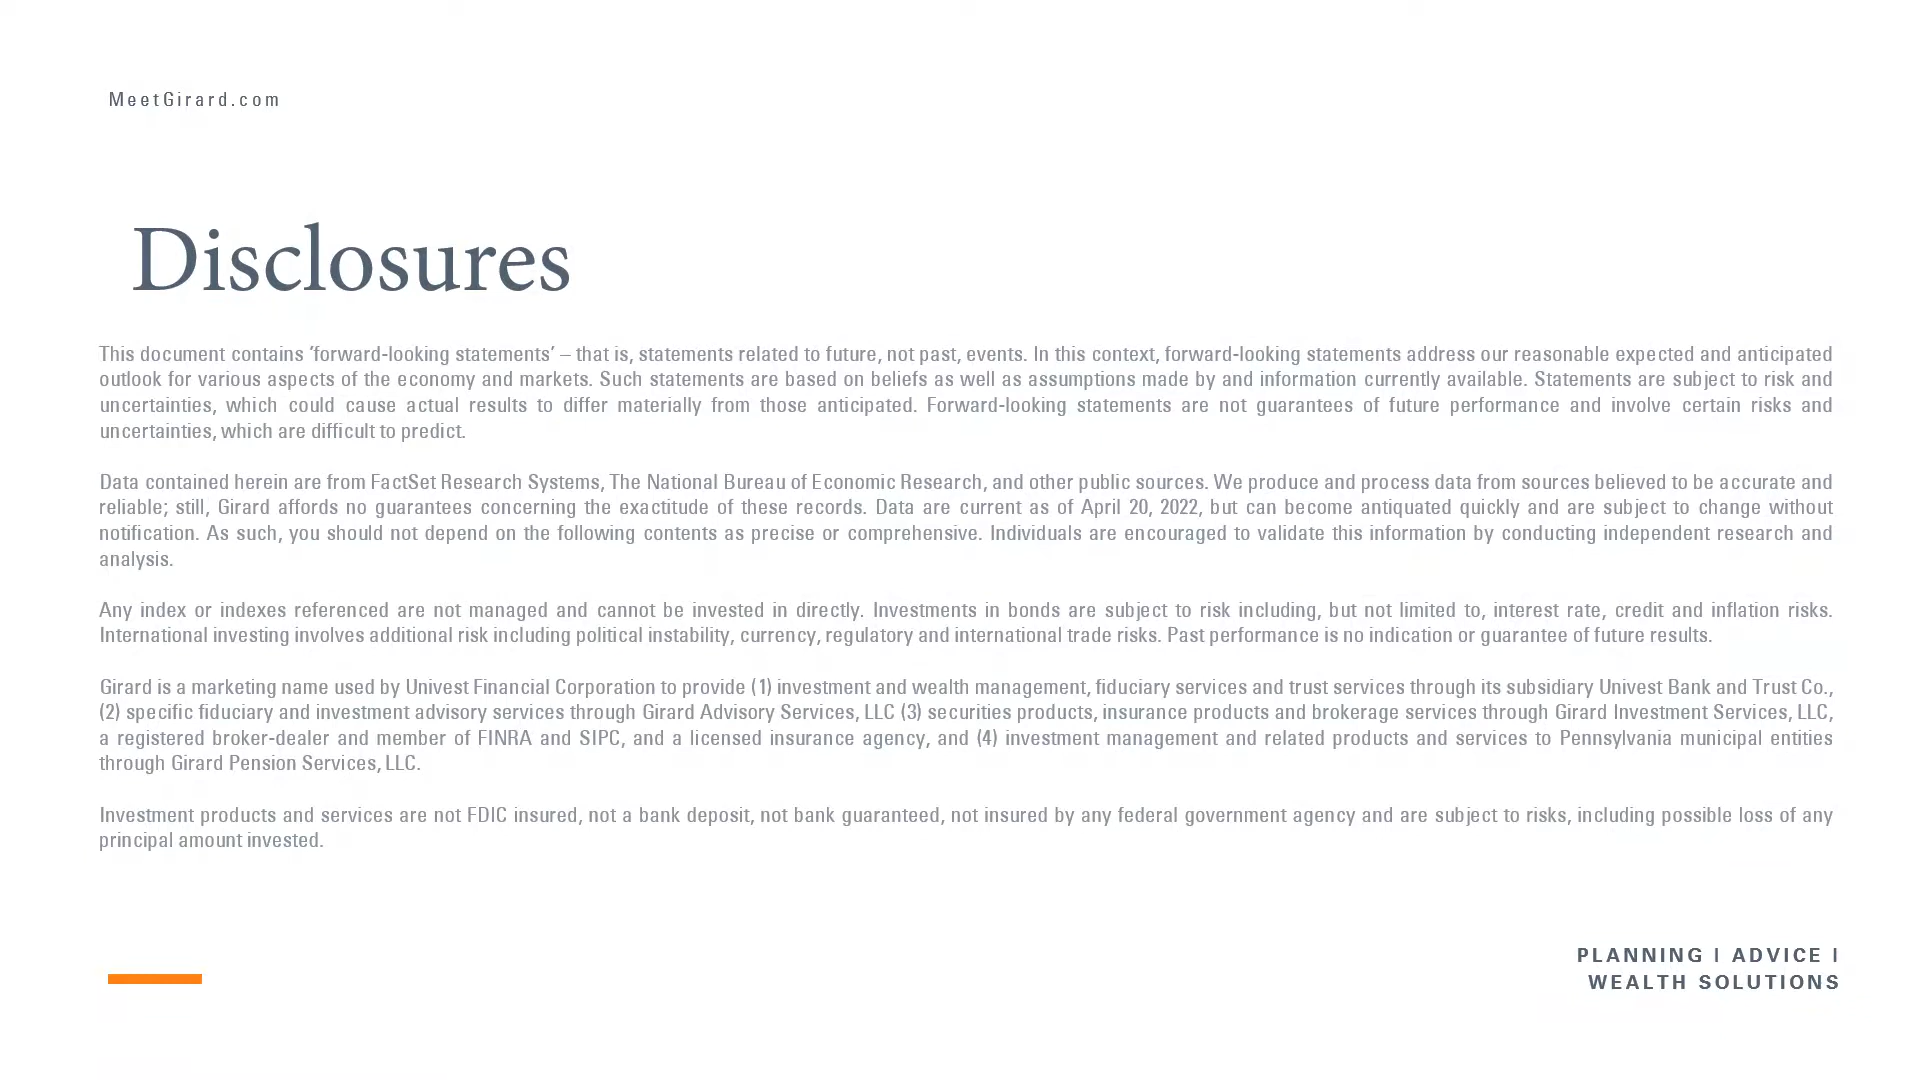 MeetGirard.com
Disclosures
This document contains ‘forward-looking statements’ – that is, statements related to future, not past, events. In this context, forward-looking statements address our reasonable expected and anticipated
outlook for various aspects of the economy and markets. Such statements are based on beliefs as well as assumptions made by and information currently available. Statements are subject to risk and
uncertainties, which could cause actual results to differ materially from those anticipated. Forward-looking statements are not guarantees of future performance and involve certain risks and
uncertainties, which are difficult to predict.
Data contained herein are from FactSet Research Systems, The National Bureau of Economic Research, and other public sources. We produce and process data from sources believed to be accurate and
reliable; still, Girard affords no guarantees concerning the exactitude of these records. Data are current as of April 20, 2022, but can become antiquated quickly and are subject to change without
notification. As such, you should not depend on the following contents as precise or comprehensive. Individuals are encouraged to validate this information by conducting independent research and
analysis.
Any index or indexes referenced are not managed and cannot be invested in directly. Investments in bonds are subject to risk including, but not limited to, interest rate, credit and inflation risks.
International investing involves additional risk including political instability, currency, regulatory and international trade risks. Past performance is no indication or guarantee of future results.
Girard is a marketing name used by Univest Financial Corporation to provide (1) investment and wealth management, fiduciary services and trust services through its subsidiary Univest Bank and Trust Co.,
(2) specific fiduciary and investment advisory services through Girard Advisory Services, LLC (3) securities products, insurance products and brokerage services through Girard Investment Services, LLC,
a registered broker-dealer and member of FINRA and SIPC, and a licensed insurance agency, and (4) investment management and related products and services to Pennsylvania municipal entities
through Girard Pension Services, LLC.
Investment products and services are not FDIC insured, not a bank deposit, not bank guaranteed, not insured by any federal government agency and are subject to risks, including possible loss of any
principal amount invested.
PLANNING | ADVICE |
WEALTH SOLUTIONS